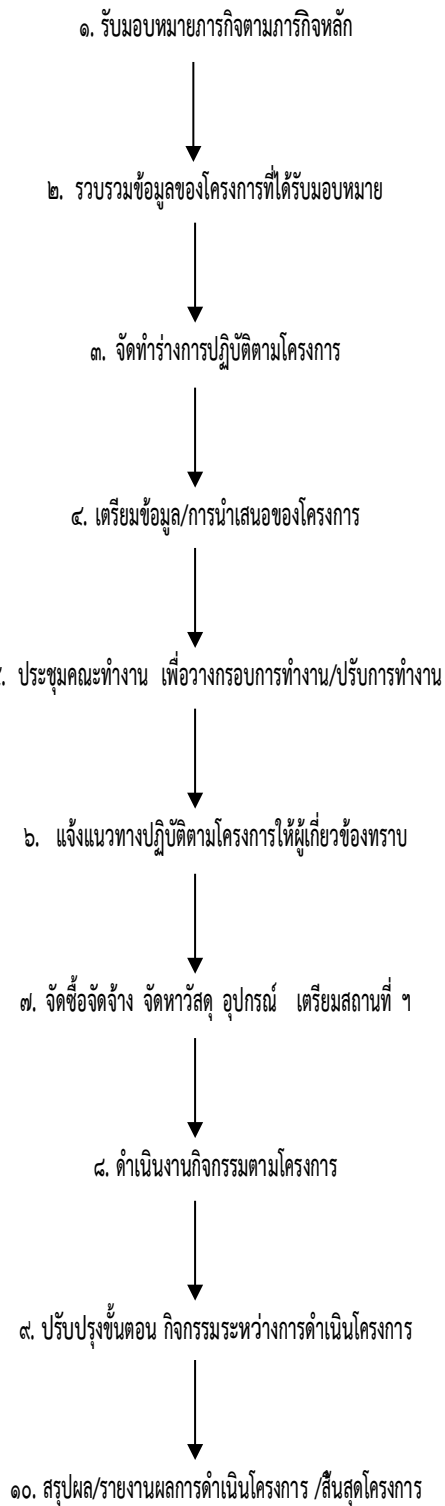 ๑. รับมอบหมายภารกิจตามภารกิจหลัก
๒. รวบรวมข้อมูลของโครงการที่ได้รับมอบหมาย
๓. จัดทำร่างการปฏิบัติตามโครงการ
๔. เตรียมข้อมูล/การนำเสนอของโครงการ
๕. ประชุมคณะทำงาน เพื่อวางกรอบการทำงาน/ปรับการทำงาน
๖. แจ้งแนวทางปฏิบัติตามโครงการให้ผู้เกี่ยวข้องทราบ
๗. จัดซื้อจัดจ้าง จัดหาวัสดุ อุปกรณ์ เตรียมสถานที่ ฯ
๘. ดำเนินงานกิจกรรมตามโครงการ
๙. ปรับปรุงขั้นตอน กิจกรรมระหว่างการดำเนินโครงการ
๑๐. สรุปผล/รายงานผลการดำเนินโครงการ /สิ้นสุดโครงการ